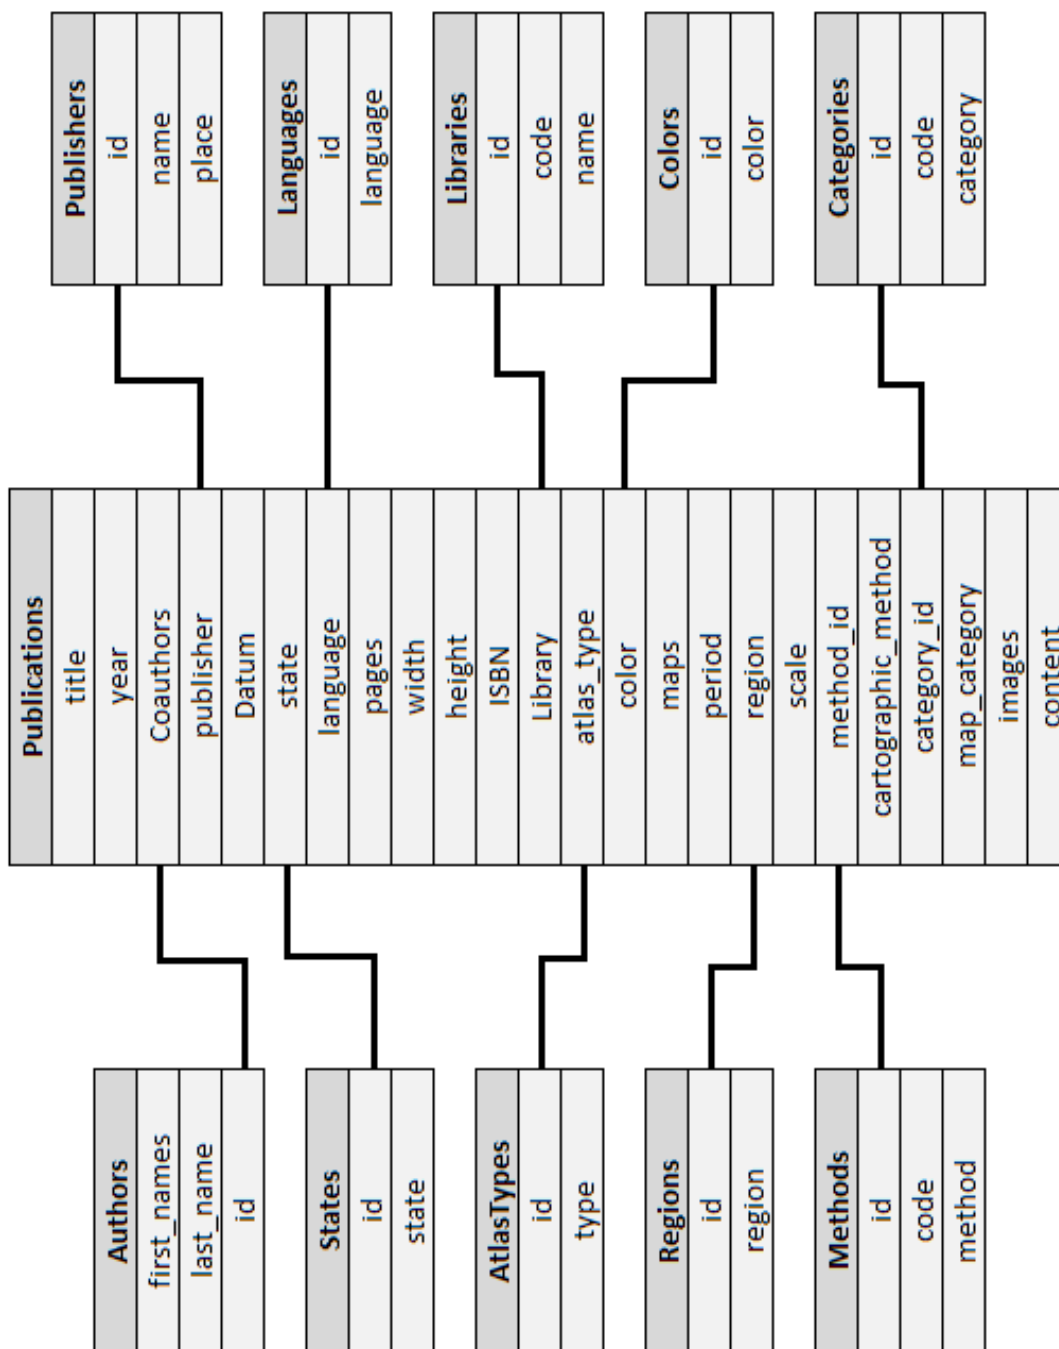 Authors
first_names
last_name
id
States
id
state
AtlasTypes
id
type
Regions
id
region
Methods
id
code
method
Publications
title
year
Coauthors
publisher
Datum
state
language
pages
width
height
ISBN
Library
atlas_type
color
maps
period
region
scale
method_id
cartographic_method
category_id
map_category
images
content
Publishers
id
name
place
Languages
id
language
Libraries
id
code
name
Colors
id
color
Categories
id
code
category